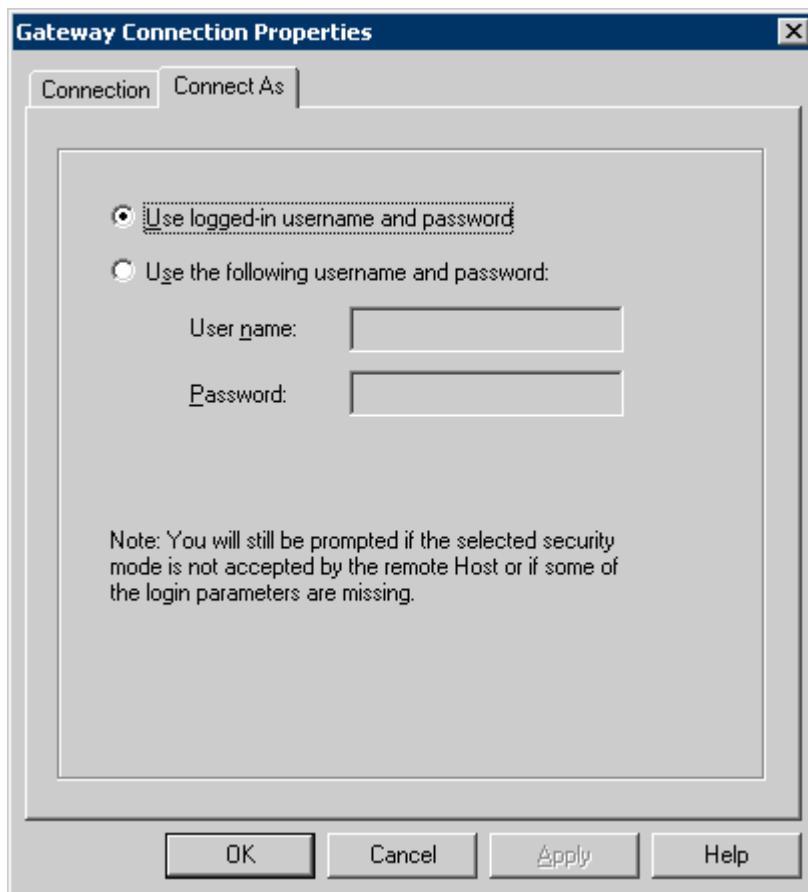 Gateway Connection Properties
Connection
Connect As
Use logged-in username and password
Use the following username and password:
User name:
Password:
Note: You will still be prompted if the selected security
mode is not accepted by the remote Host or if some of
the login parameters are missing.
OK
Cancel
Apply
Help